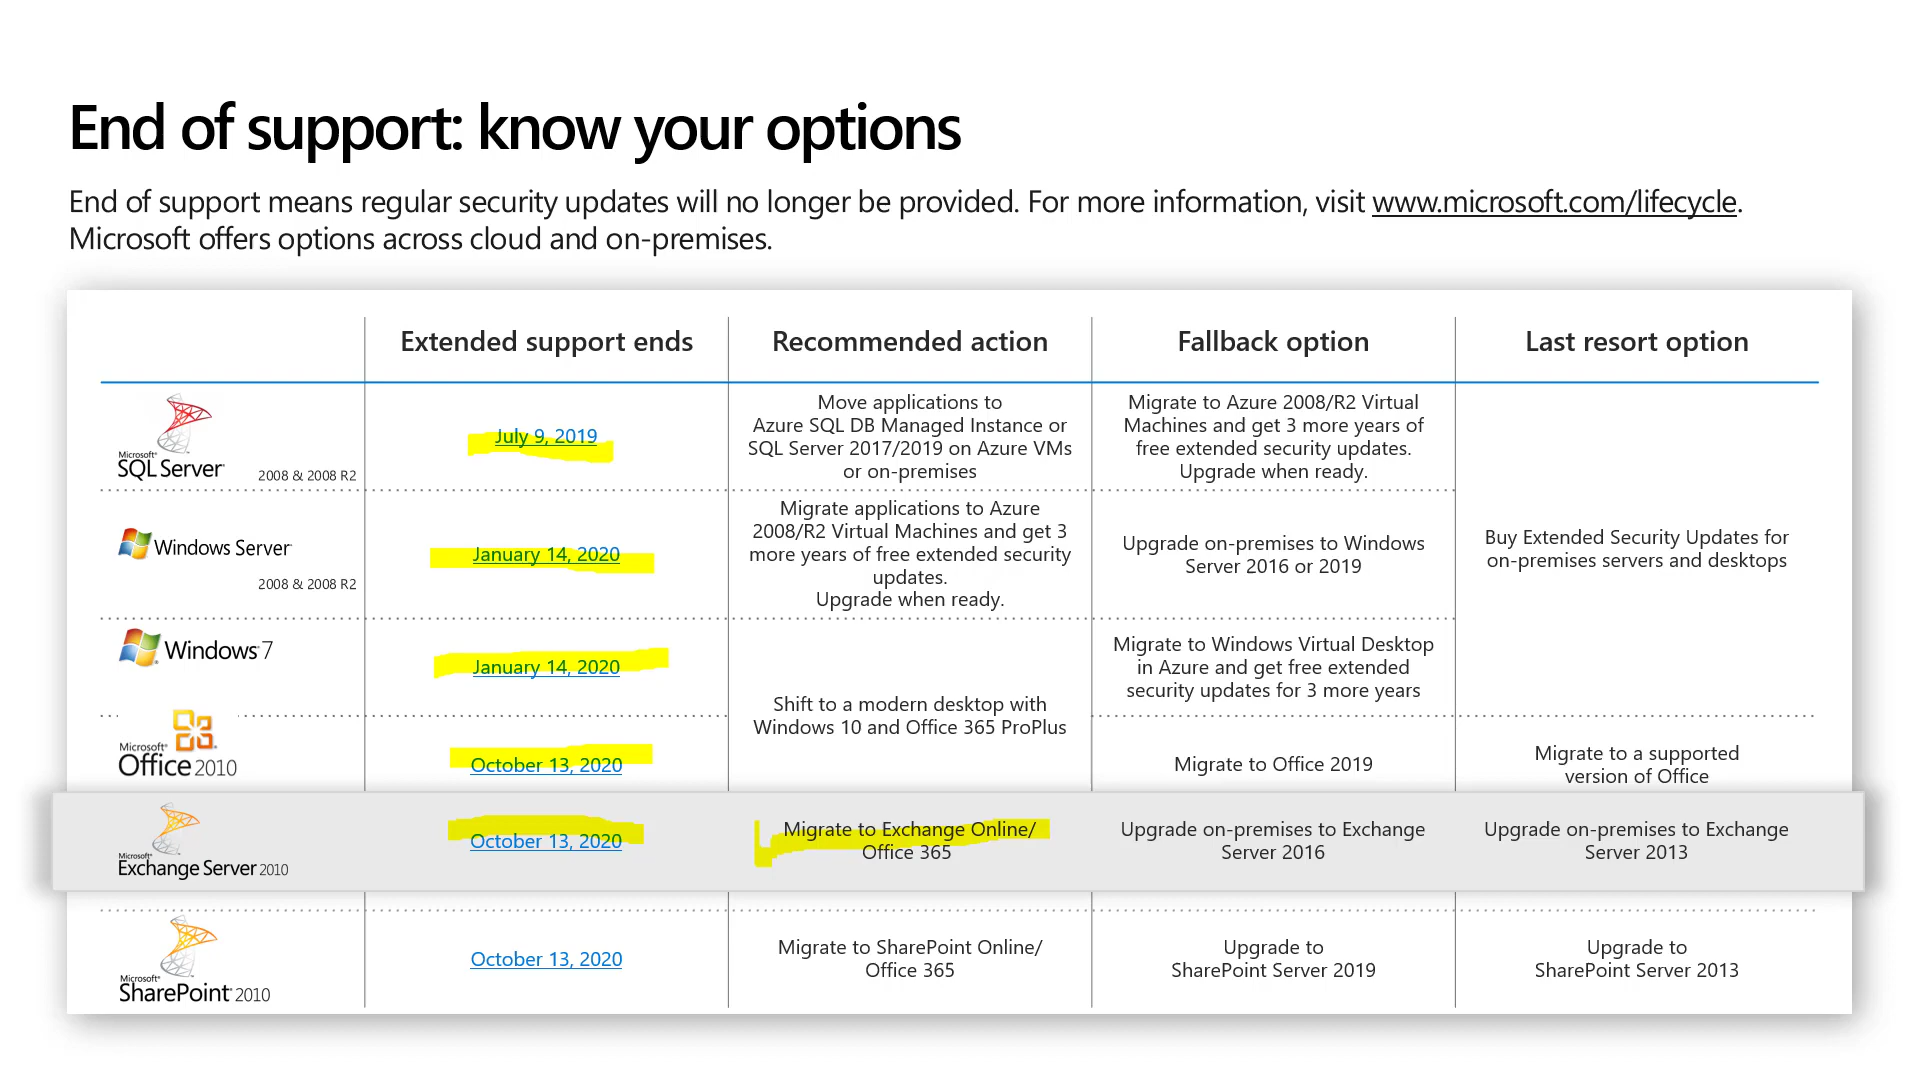 End of support: know your options
End of support means regular security updates will no longer be provided. For more information, visit www.microsoft.com/lifecycle.
Microsoft offers options across cloud and on-premises.
Extended support ends
Recommended action
Fallback option
Last resort option
Microsoft
SQL Server
2008 & 2008 R2
July 9, 2019
Move applications to
Azure SQL DB Managed Instance or
SQL Server 2017/2019 on Azure VMs
or on-premises
Migrate to Azure 2008/R2 Virtual
Machines and get 3 more years of
free extended security updates.
Upgrade when ready.
Buy Extended Security Updates for
on-premises servers and desktops
Windows Server
2008 & 2008 R2
January 14, 2020
Migrate applications to Azure
2008/R2 Virtual Machines and get 3
more years of free extended security
updates.
Upgrade when ready.
Upgrade on-premises to Windows
Server 2016 or 2019
Windows 7
January 14, 2020
Shift to a modern desktop with
Windows 10 and Office 365 ProPlus
Migrate to Windows Virtual Desktop
in Azure and get free extended
security updates for 3 more years
Microsoft
Office 2010
October 13, 2020
Migrate to Office 2019
Migrate to a supported
version of Office
Microsoft
Exchange Server 2010
October 13, 2020
Migrate to Exchange Online/
Office 365
Upgrade on-premises to Exchange
Server 2016
Upgrade on-premises to Exchange
Server 2013
Microsoft
SharePoint 2010
October 13, 2020
Migrate to SharePoint Online/
Office 365
Upgrade to
SharePoint Server 2019
Upgrade to
SharePoint Server 2013